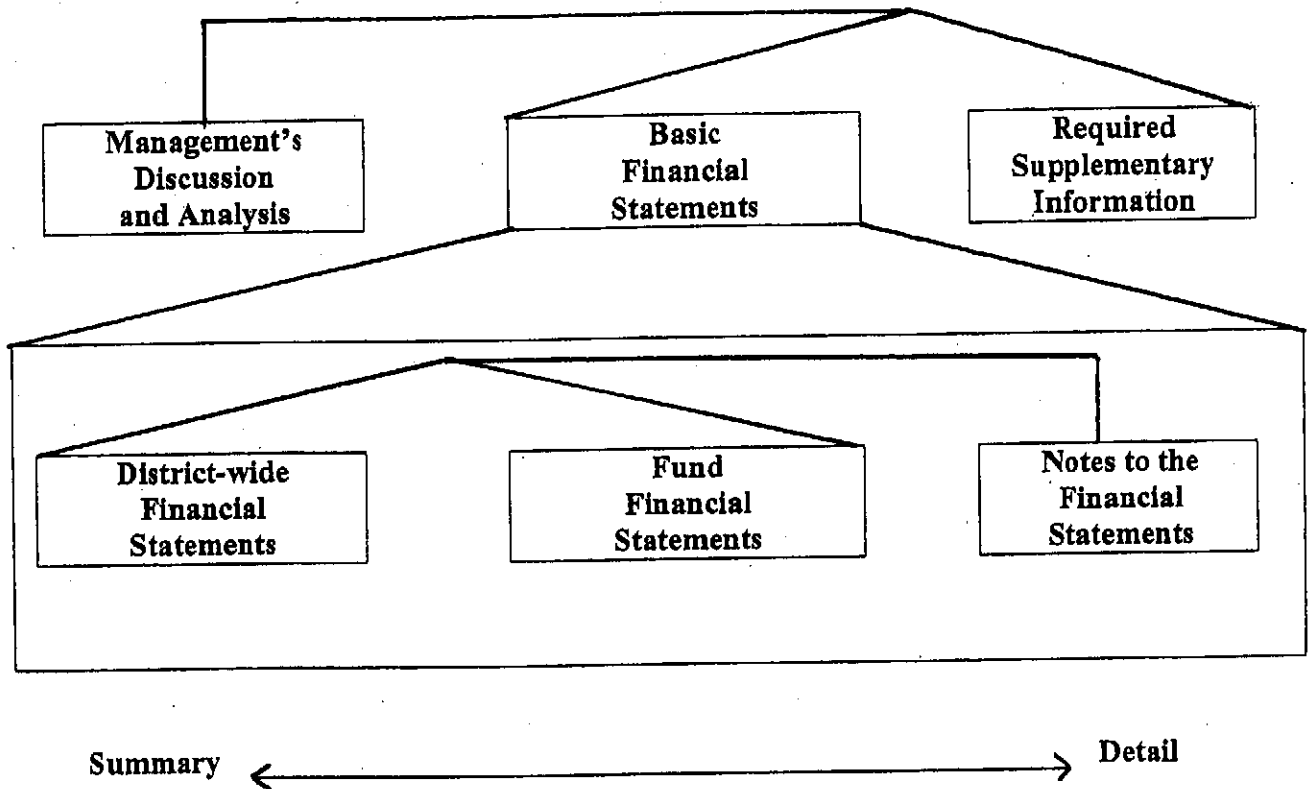 Management's
Discussion
and Analysis
Basic
Financial
Statements
Required
Supplementary
Information
District-wide
Financial
Statements
Fund
Financial
Statements
Notes to the
Financial
Statements
Summary
Detail